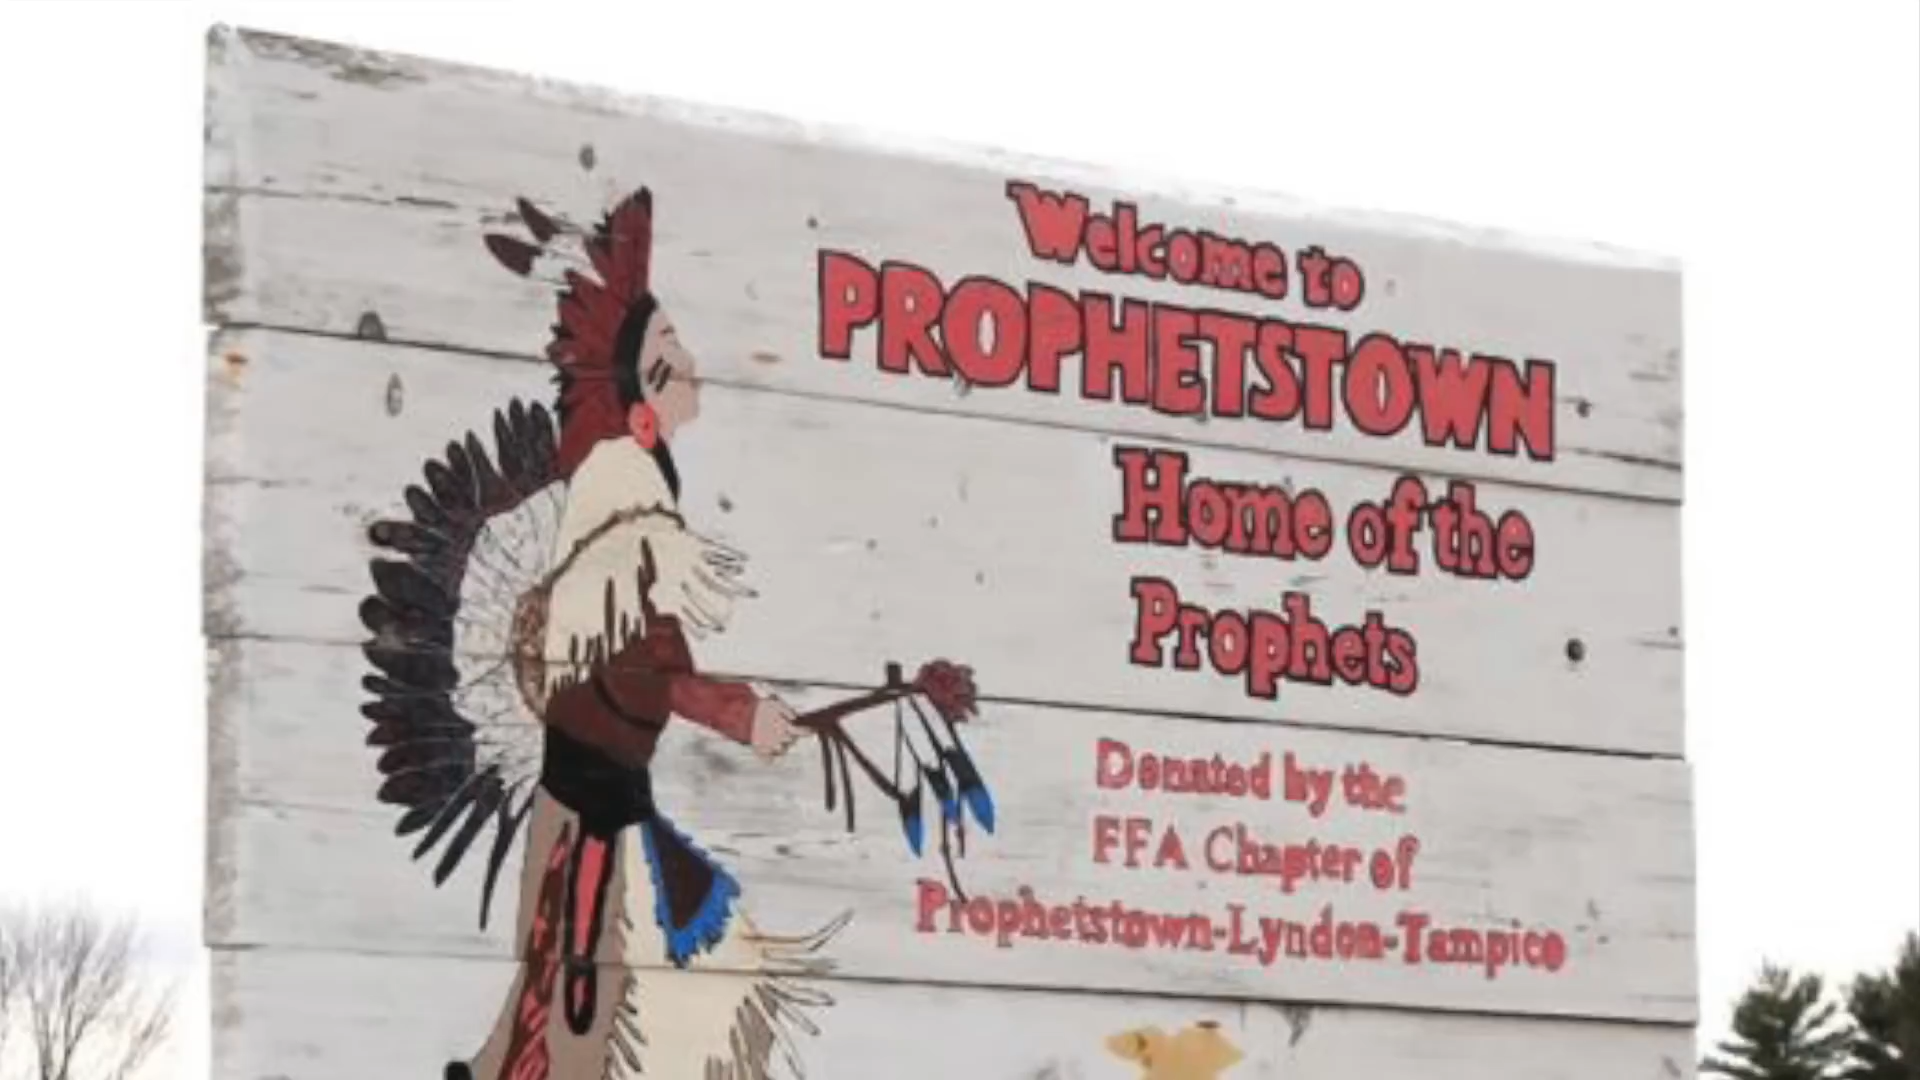 Welcome to
PROPHETSTOWN
Home of the
Prophets
Donated by the
FFA Chapter of
Prophetstown-Lyndon-Tampico